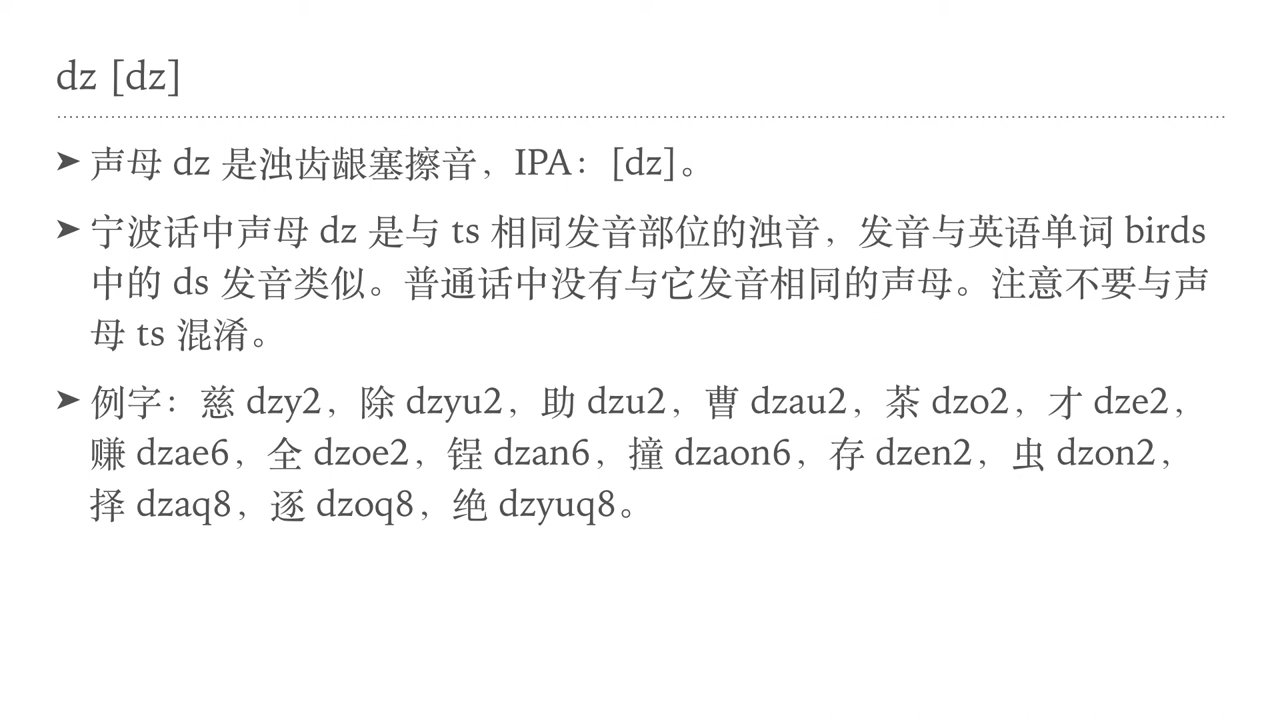 dz [dz]
➤ 声母 dz 是浊齿龈塞擦音，IPA：[dz]。
➤ 宁波话中声母 dz 是与 ts 相同发音部位的浊音，发音与英语单词 birds
中的 ds 发音类似。普通话中没有与它发音相同的声母。注意不要与声
母 ts 混淆。
➤ 例字：慈 dzy2，除 dzyu2，助 dzu2，曹 dzau2，茶 dzo2，才 dze2，
赚 dzae6，全 dzoe2，锃 dzan6，撞 dzaon6，存 dzen2，虫 dzon2，
择 dzaq8，逐 dzoq8，绝 dzyuq8。